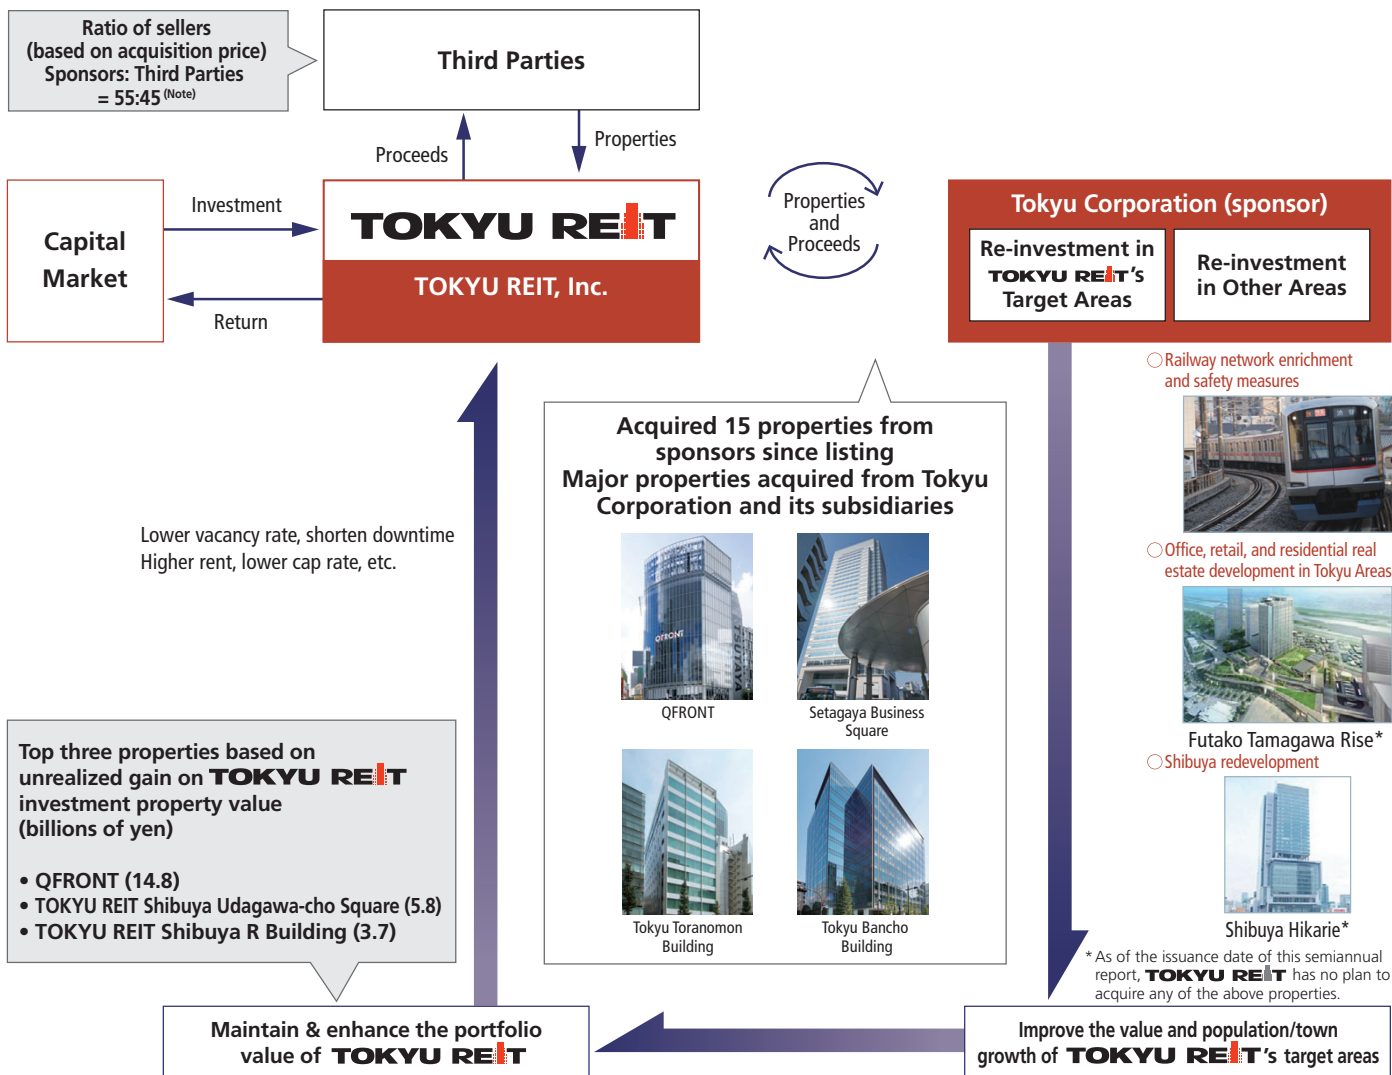 Ratio of sellers
(based on acquisition price)
Sponsors: Third Parties
= 55:45 (Note)
Third Parties
Proceeds
Properties
Capital
Market
Investment
Return
TOKYU REIT
TOKYU REIT, Inc.
Properties
and
Proceeds
Tokyu Corporation (sponsor)
Re-investment in
TOKYU REIT's
Target Areas
Re-investment
in Other Areas
○Railway network enrichment
and safety measures
○Office, retail, and residential real
estate development in Tokyu Areas
Futako Tamagawa Rise*
○Shibuya redevelopment
Shibuya Hikarie*
* As of the issuance date of this semiannual
report, TOKYU REIT has no plan to
acquire any of the above properties.
Acquired 15 properties from
sponsors since listing
Major properties acquired from Tokyu
Corporation and its subsidiaries
QFRONT
TSUTAYA
QFRONT
Setagaya Business
Square
Tokyu Toranomon
Building
Tokyu Bancho
Building
Lower vacancy rate, shorten downtime
Higher rent, lower cap rate, etc.
Top three properties based on
unrealized gain on TOKYU REIT
investment property value
(billions of yen)
• QFRONT (14.8)
• TOKYU REIT Shibuya Udagawa-cho Square (5.8)
• TOKYU REIT Shibuya R Building (3.7)
Maintain & enhance the portfolio
value of TOKYU REIT
Improve the value and population/town
growth of TOKYU REIT's target areas